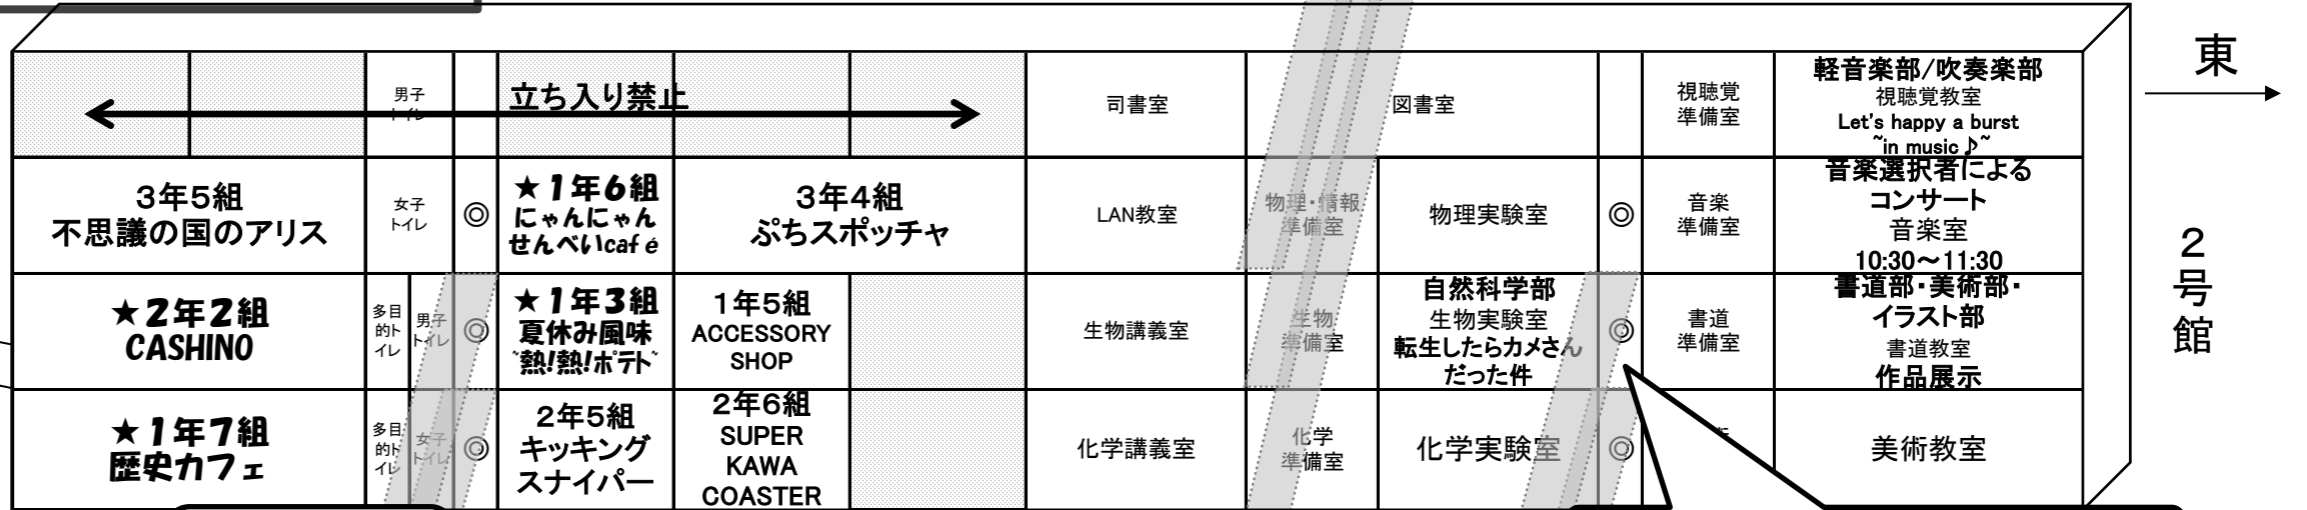 男子
トイレ
立ち入り禁止
司書室
図書室
視聴覚
準備室
軽音楽部/吹奏楽部
視聴覚教室
Let's happy a burst
~in music♪~
東
3年5組
不思議の国のアリス
女子
トイレ
◎
★1年6組
にゃんにゃん
せんべいcafé
3年4組
ぷちスポッチャ
LAN教室
物理・情報
準備室
物理実験室
◎
音楽
準備室
音楽選択者による
コンサート
音楽室
10:30～11:30
2号館
★2年2組
CASHINO
多目
的ト
イレ
男子
トイレ
◎
★1年3組
夏休み風味
~熱!熱!ポテト~
1年5組
ACCESSORY
SHOP
生物講義室
生物
準備室
自然科学部
生物実験室
転生したらカメさん
だった件
◎
書道
準備室
書道部・美術部・
イラスト部
書道教室
作品展示
★1年7組
歴史カフェ
多目
的ト
イレ
女子
トイレ
◎
2年5組
キッキング
スナイパー
2年6組
SUPER
KAWA
COASTER
化学講義室
化学
準備室
化学実験室
◎
美術教室